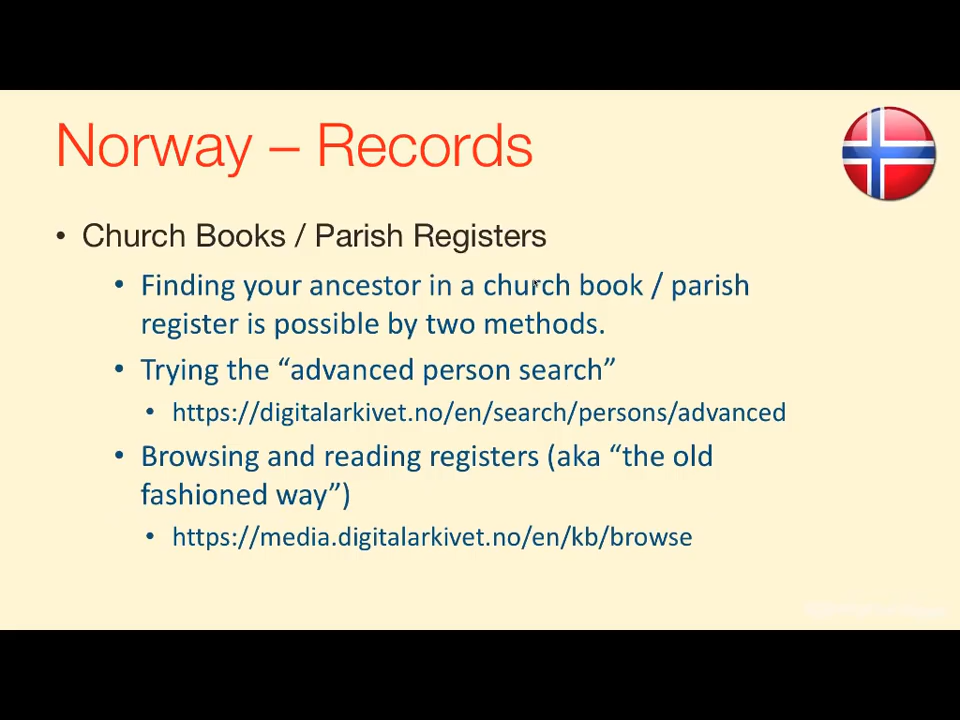 Norway – Records
• Church Books / Parish Registers
• Finding your ancestor in a church book / parish
register is possible by two methods.
• Trying the “advanced person search”
• https://digitalarkivet.no/en/search/persons/advanced
• Browsing and reading registers (aka “the old
fashioned way”)
• https://media.digitalarkivet.no/en/kb/browse